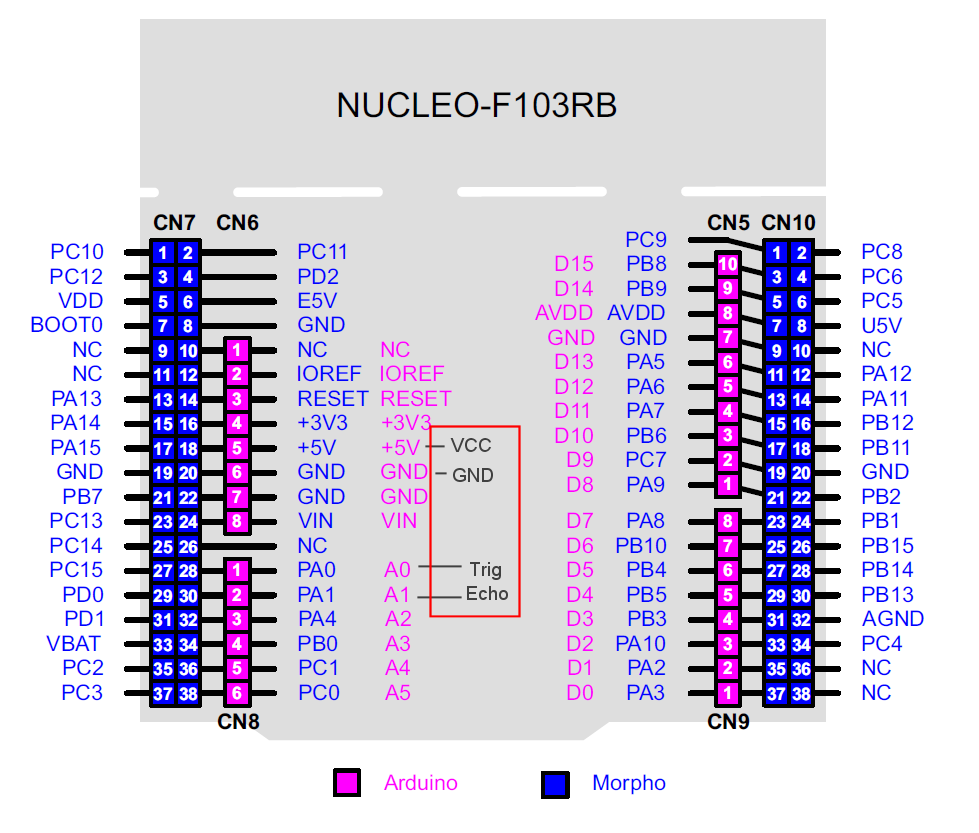 NUCLEO-F103RB
CN7 CN6 CN5 CN10
PC9
PC10 1 2 PC11 1 2 PC8
D15 PB8 10
PC12 3 4 PD2 3 4 PC6
D14 PB9 9
VDD 5 6 E5V 5 6 PC5
AVDD AVDD 8
BOOT0 7 8 GND 7 8 U5V
GND GND 7
NC 9 10 1 NC NC 9 10 NC
D13 PA5 6
NC 11 12 2 IOREF IOREF 11 12 PA12
D12 PA6 5
PA13 13 14 3 RESET RESET 13 14 PA11
D11 PA7 4
PA14 15 16 4 +3V3 +3V3 15 16 PB12
D10 PB6 3
PA15 17 18 5 +5V +5V VCC 17 18 PB11
D9 PC7 2
GND 19 20 6 GND GND GND 19 20 GND
D8 PA9 1
PB7 21 22 7 GND GND 21 22 PB2
PC13 23 24 8 VIN VIN D7 PA8 8 23 24 PB1
PC14 25 26 NC D6 PB10 7 25 26 PB15
PC15 27 28 1 PA0 A0 Trig D5 PB4 6 27 28 PB14
PD0 29 30 2 PA1 A1 Echo D4 PB5 5 29 30 PB13
PD1 31 32 3 PA4 A2 D3 PB3 4 31 32 AGND
VBAT 33 34 4 PB0 A3 D2 PA10 3 33 34 PC4
PC2 35 36 5 PC1 A4 D1 PA2 2 35 36 NC
PC3 37 38 6 PC0 A5 D0 PA3 1 37 38 NC
CN8 CN9
Arduino Morpho